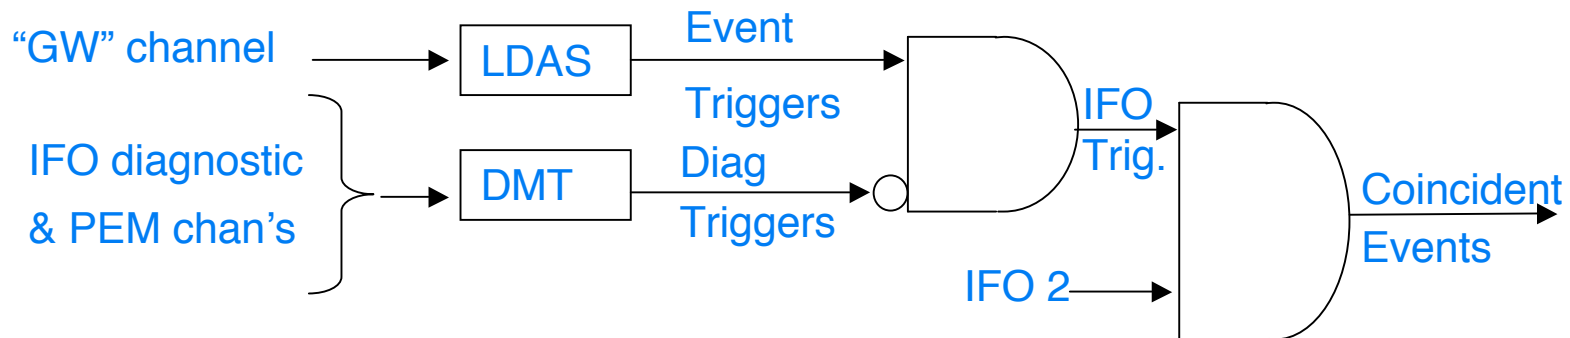 “GW” channel
LDAS
Event
Triggers
IFO diagnostic
& PEM chan’s
DMT
Diag
Triggers
IFO
Trig.
IFO 2
Coincident
Events